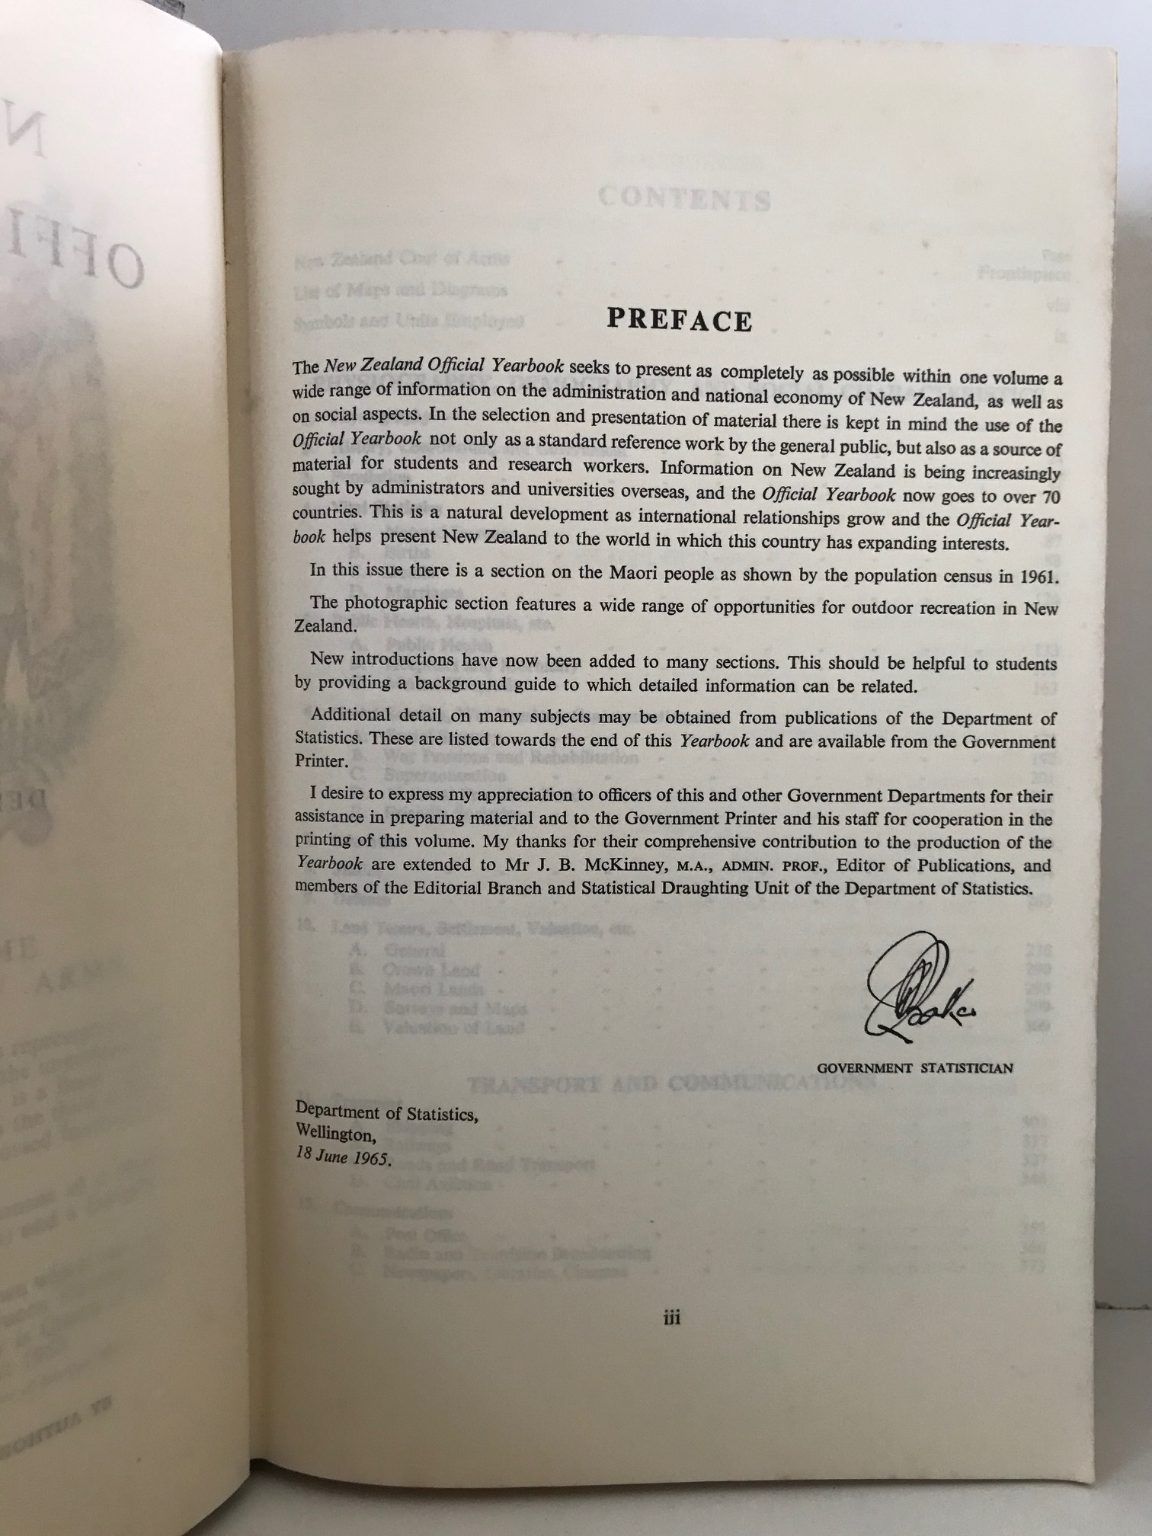 PREFACE
The New Zealand Official Yearbook seeks to present as completely as possible within one volume a
wide range of information on the administration and national economy of New Zealand, as well as
on social aspects. In the selection and presentation of material there is kept in mind the use of the
Official Yearbook not only as a standard reference work by the general public, but also as a source of
material for students and research workers. Information on New Zealand is being increasingly
sought by administrators and universities overseas, and the Official Yearbook now goes to over 70
countries. This is a natural development as international relationships grow and the Official Year-
book helps present New Zealand to the world in which this country has expanding interests.
In this issue there is a section on the Maori people as shown by the population census in 1961.
The photographic section features a wide range of opportunities for outdoor recreation in New
Zealand.
New introductions have now been added to many sections. This should be helpful to students
by providing a background guide to which detailed information can be related.
Additional detail on many subjects may be obtained from publications of the Department of
Statistics. These are listed towards the end of this Yearbook and are available from the Government
Printer.
I desire to express my appreciation to officers of this and other Government Departments for their
assistance in preparing material and to the Government Printer and his staff for cooperation in the
printing of this volume. My thanks for their comprehensive contribution to the production of the
Yearbook are extended to Mr J. B. McKinney, M.A., ADMIN. PROF., Editor of Publications, and
members of the Editorial Branch and Statistical Draughting Unit of the Department of Statistics.
GOVERNMENT STATISTICIAN
Department of Statistics,
Wellington,
18 June 1965.
iii